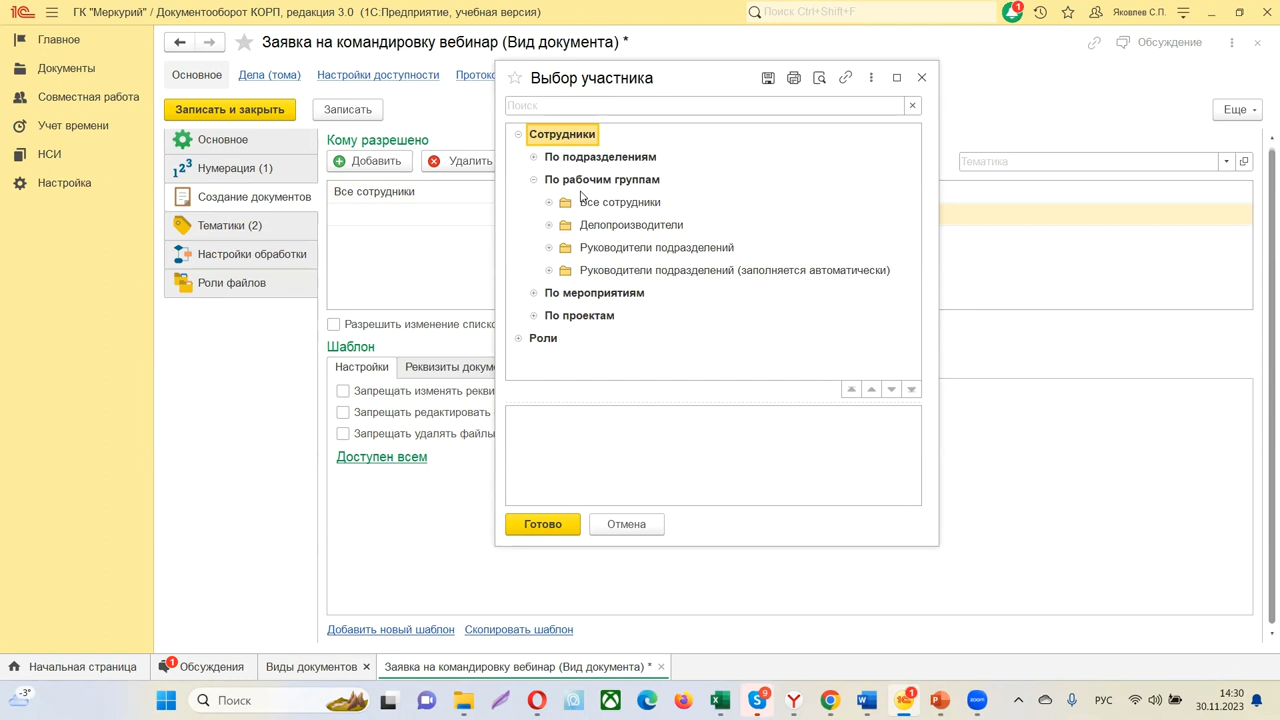 ГК "Меркурий" / Документооборот КОРП, редакция 3.0 (1С:Предприятие, учебная версия)
Поиск Ctrl+Shift+F
1
Яковлев С.П.
Главное
Документы
Совместная работа
Учет времени
НСИ
Настройка
Заявка на командировку вебинар (Вид документа) *
Обсуждение
Основное
Дела (тома)
Настройки доступности
Проток
Записать и закрыть
Записать
Еще
Основное
Нумерация (1)
Создание документов
Тематики (2)
Настройки обработки
Роли файлов
Кому разрешено
Добавить
Удалить
Тематика
Все сотрудники
Разрешить изменение списк
Шаблон
Настройки
Реквизиты докум
Запрещать изменять рекви
Запрещать редактировать
Запрещать удалять файлы
Доступен всем
Добавить новый шаблон
Скопировать шаблон
Выбор участника
Поиск
Сотрудники
По подразделениям
По рабочим группам
Все сотрудники
Делопроизводители
Руководители подразделений
Руководители подразделений (заполняется автоматически)
По мероприятиям
По проектам
Роли
Готово
Отмена
Начальная страница
1
Обсуждения
Виды документов
Заявка на командировку вебинар (Вид документа) *
-3°
Поиск
9
1
zoom
РУС
14:30
30.11.2023